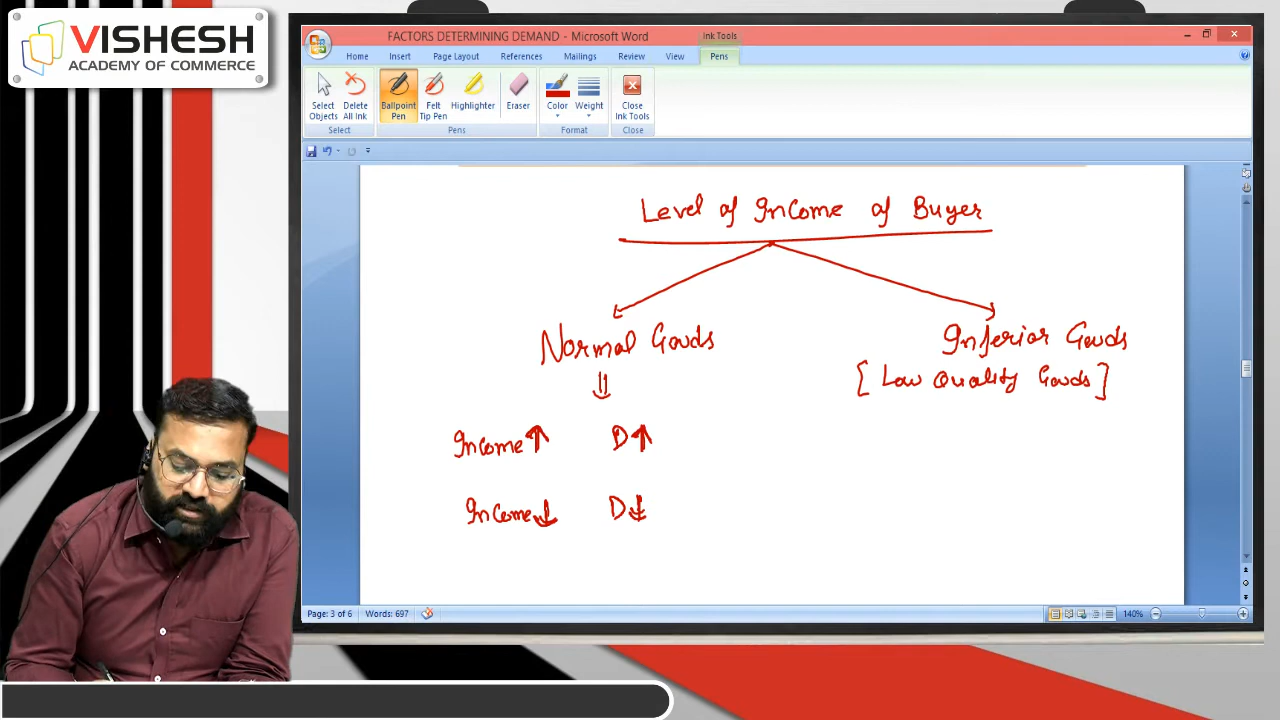 VISHESH
ACADEMY OF COMMERCE
FACTORS DETERMINING DEMAND - Microsoft Word
Ink Tools
Home Insert Page Layout References Mailings Review View Pens
Select Objects
Delete All Ink
Ballpoint Pen
Felt Tip Pen
Highlighter
Eraser
Color
Weight
Close Ink Tools
Select Pens Format Close
Level of Income of Buyer
Normal Goods
Inferior Goods
[Low Quality Goods]
⇓
Income↑ D↑
Income↓ D↓
Page: 3 of 6 Words: 697 140%